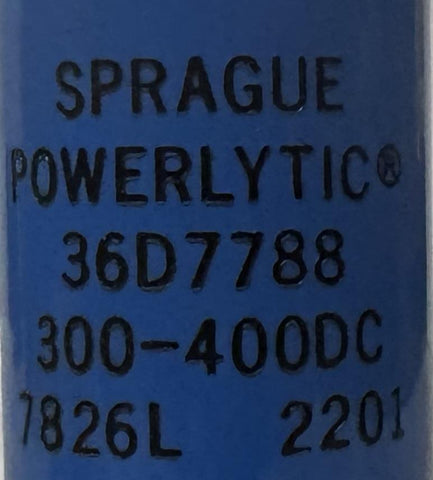 SPRAGUE
POWERLYTIC®
36D7788
300-400DC
7826L 2201